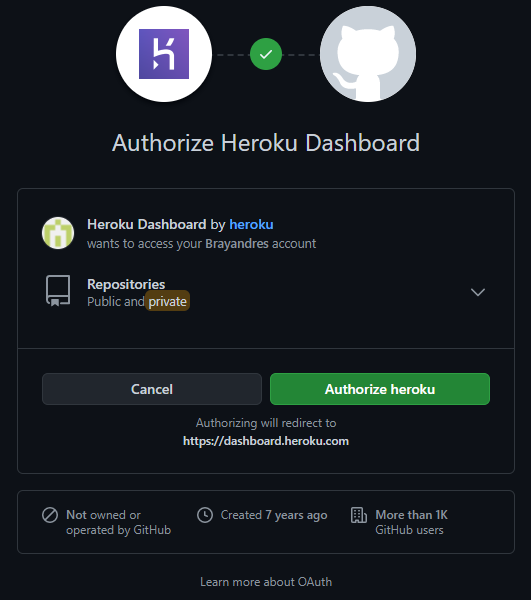 Authorize Heroku Dashboard
Heroku Dashboard by heroku
wants to access your Brayandres account
Repositories
Public and private
Cancel
Authorize heroku
Authorizing will redirect to
https://dashboard.heroku.com
Not owned or
operated by GitHub
Created 7 years ago
More than 1K
GitHub users
Learn more about OAuth